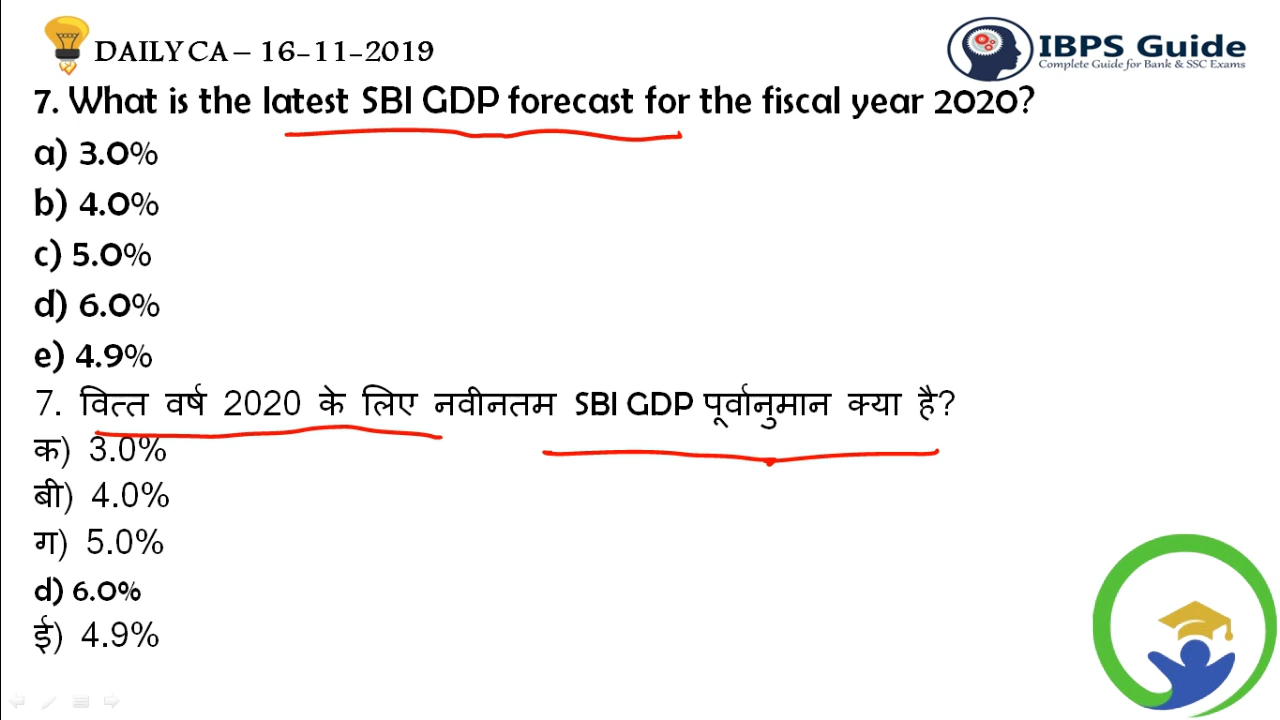 DAILY CA – 16-11-2019
IBPS Guide
Complete Guide for Bank & SSC Exams
7. What is the latest SBI GDP forecast for the fiscal year 2020?
a) 3.0%
b) 4.0%
c) 5.0%
d) 6.0%
e) 4.9%
7. वित्त वर्ष 2020 के लिए नवीनतम SBI GDP पूर्वानुमान क्या है?
क) 3.0%
बी) 4.0%
ग) 5.0%
d) 6.0%
ई) 4.9%